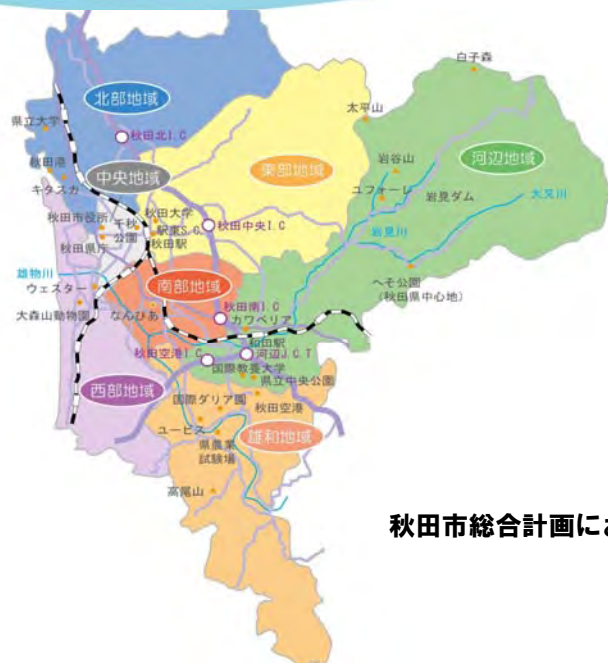 白子森
北部地域
太平山
県立大学
秋田北I.C
岩谷山
河辺地域
秋田港
中央地域
東部地域
キタスカ
ユフォーレ
岩見ダム
大又川
秋田大学
秋田市役所
千秋公園
駅東S.C
秋田中央I.C
秋田駅
岩見川
秋田県庁
雄物川
南部地域
へそ公園
(秋田県中心地)
ウェスター
秋田南I.C
大森山動物園
なんぴあ
カワベリア
和田駅
秋田空港I.C
河辺J.C.T
国際教養大学
西部地域
県立中央公園
国際ダリア園
秋田空港
ユービス
雄和地域
県農業
試験場
高尾山
秋田市総合計画に